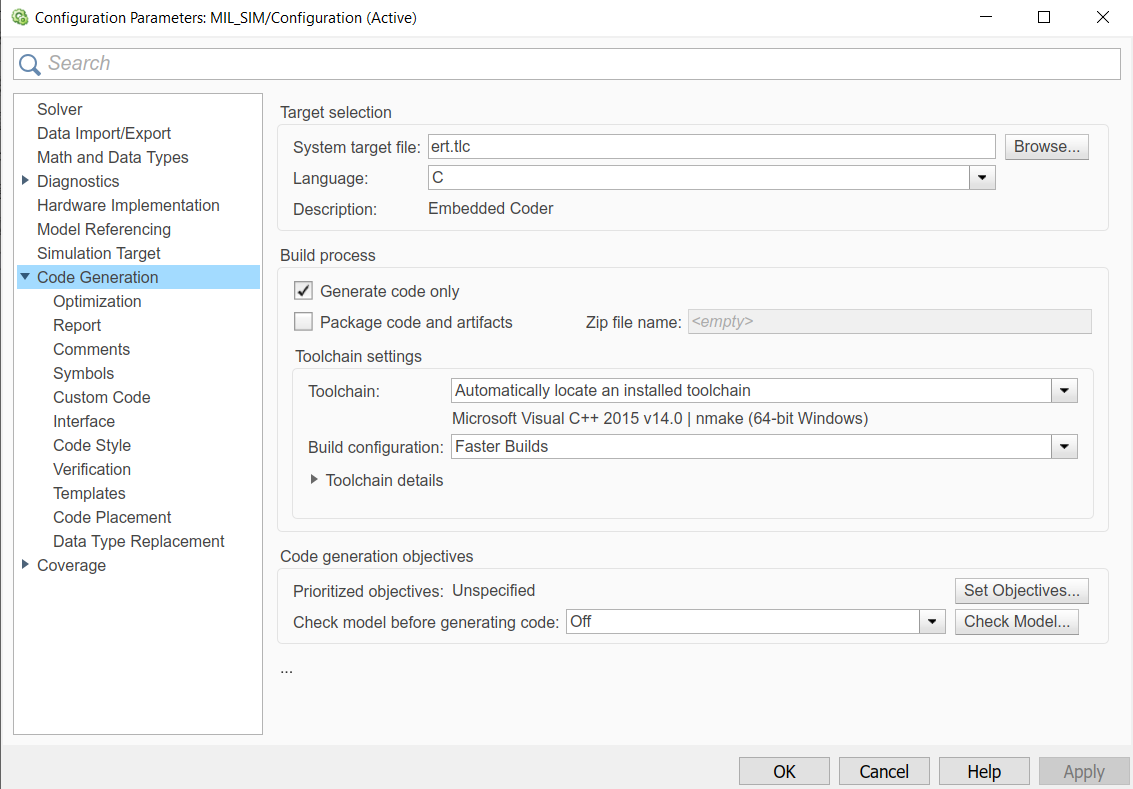 Configuration Parameters: MIL_SIM/Configuration (Active)
Search
Solver
Data Import/Export
Math and Data Types
Diagnostics
Hardware Implementation
Model Referencing
Simulation Target
Code Generation
Optimization
Report
Comments
Symbols
Custom Code
Interface
Code Style
Verification
Templates
Code Placement
Data Type Replacement
Coverage
Target selection
System target file: ert.tlc Browse...
Language: C
Description: Embedded Coder
Build process
Generate code only
Package code and artifacts Zip file name: <empty>
Toolchain settings
Toolchain: Automatically locate an installed toolchain
Microsoft Visual C++ 2015 v14.0 | nmake (64-bit Windows)
Build configuration: Faster Builds
Toolchain details
Code generation objectives
Prioritized objectives: Unspecified Set Objectives...
Check model before generating code: Off Check Model...
...
OK Cancel Help Apply